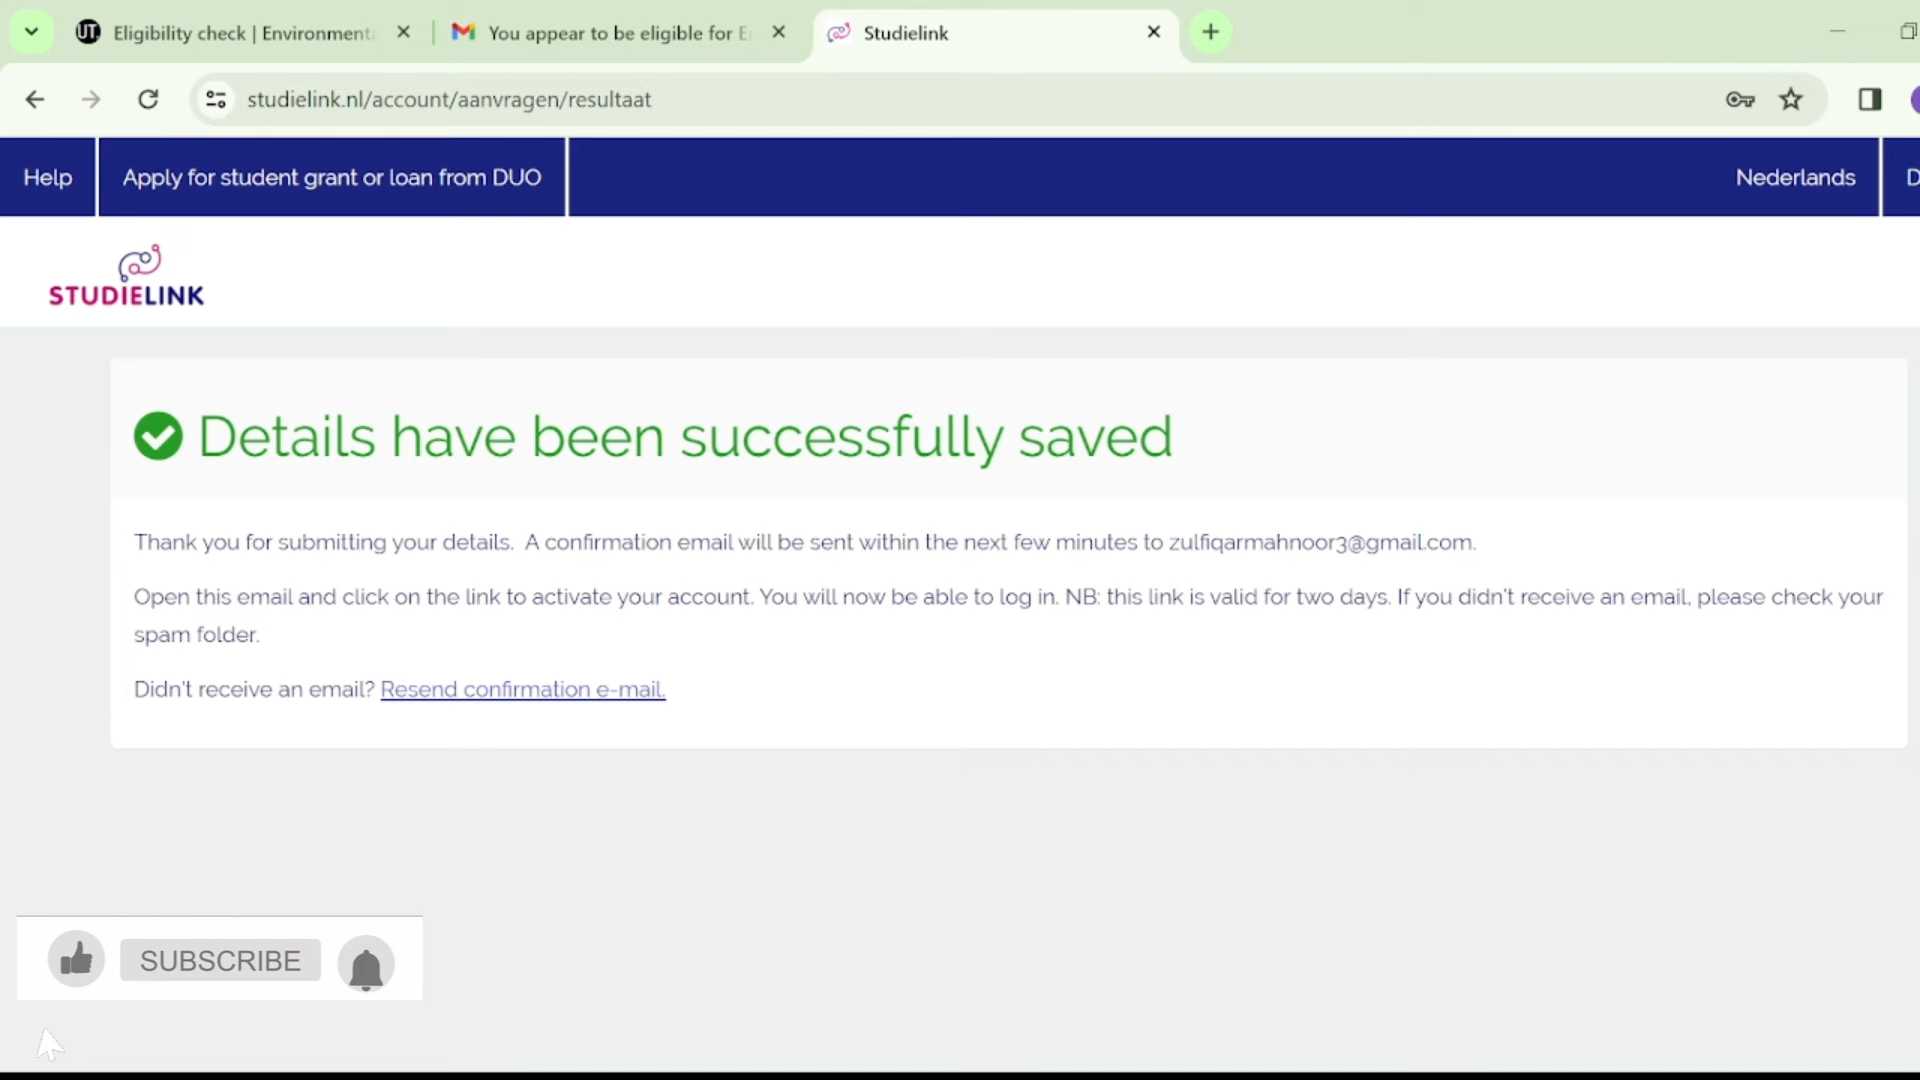 UT. Eligibility check | Environment
You appear to be eligible for E
Studielink
studielink.nl/account/aanvragen/resultaat
Help
Apply for student grant or loan from DUO
Nederlands
D
STUDIELINK
Details have been successfully saved
Thank you for submitting your details. A confirmation email will be sent within the next few minutes to zulfiqarmahnoor3@gmail.com.
Open this email and click on the link to activate your account. You will now be able to log in. NB: this link is valid for two days. If you didn't receive an email, please check your
spam folder.
Didn't receive an email? Resend confirmation e-mail.
SUBSCRIBE